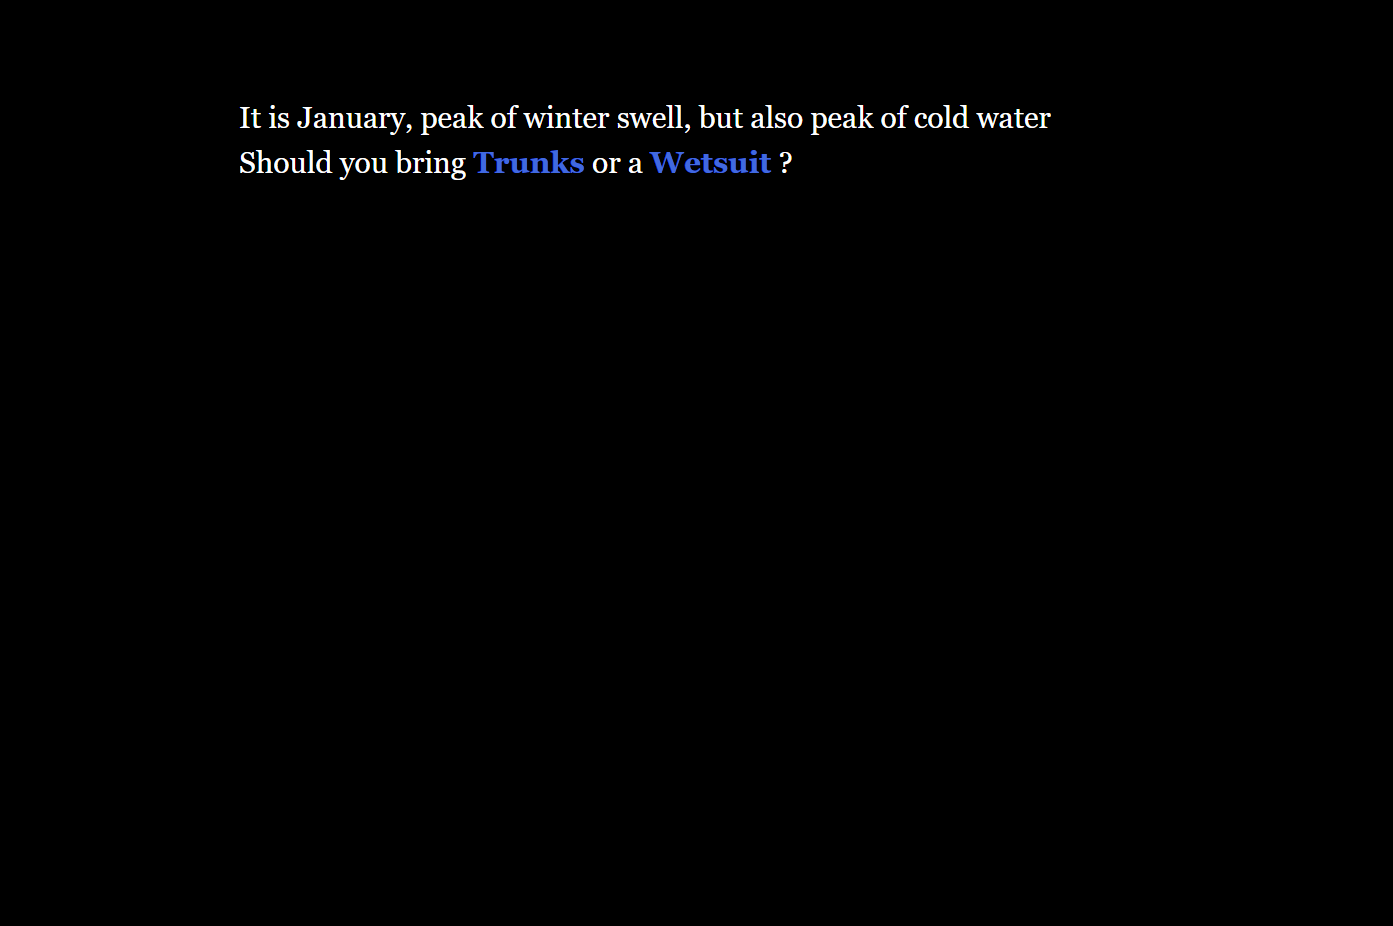 It is January, peak of winter swell, but also peak of cold water
Should you bring Trunks or a Wetsuit ?